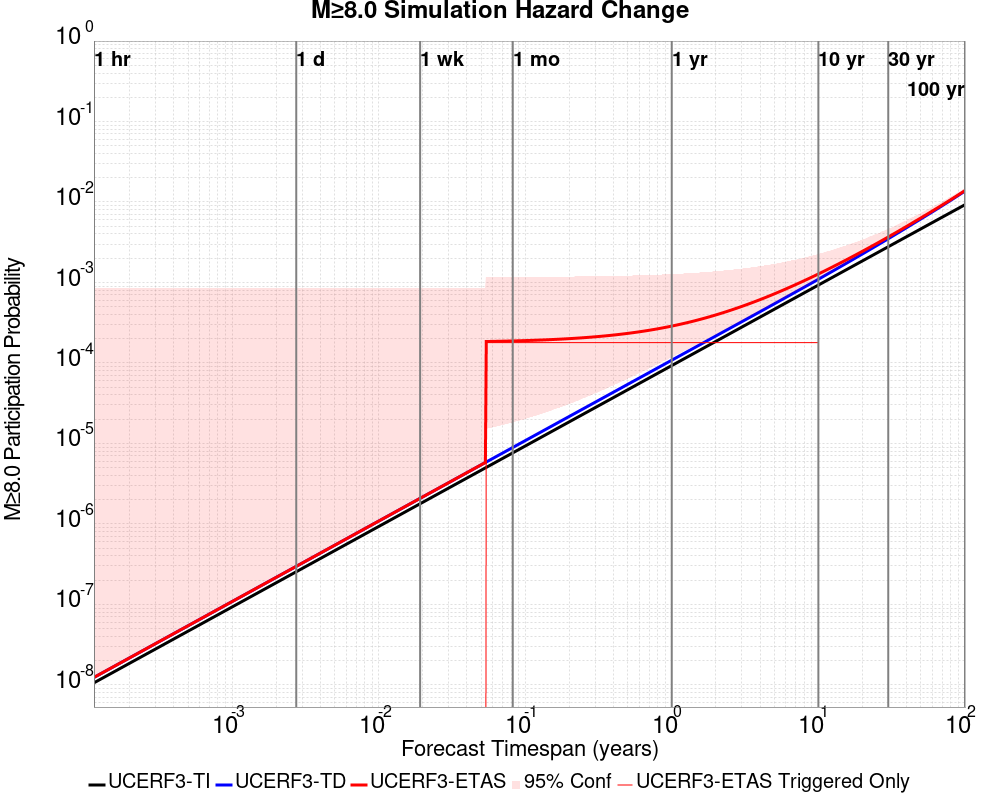 M≥8.0 Simulation Hazard Change
10^0
10^-1
10^-2
10^-3
10^-4
10^-5
10^-6
10^-7
10^-8
M≥8.0 Participation Probability
1 hr 1 d 1 wk 1 mo 1 yr 10 yr 30 yr
100 yr
10^-3 10^-2 10^-1 10^0 10^1 10^2
Forecast Timespan (years)
UCERF3-TI UCERF3-TD UCERF3-ETAS 95% Conf UCERF3-ETAS Triggered Only